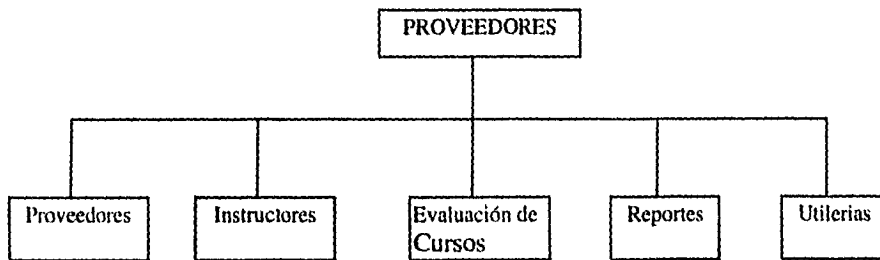 PROVEEDORES
Proveedores
Instructores
Evaluación de
Cursos
Reportes
Utilerias